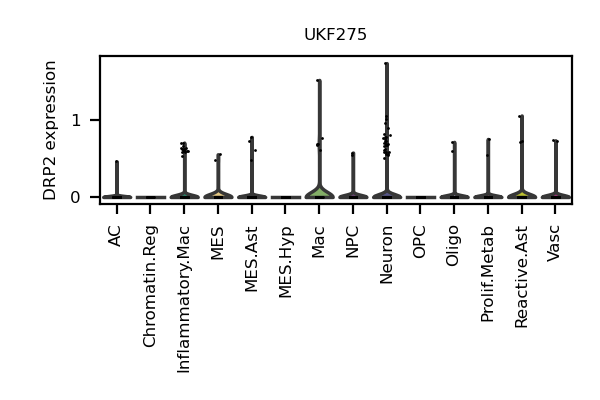 UKF275
DRP2 expression
1
0
AC
Chromatin.Reg
Inflammatory.Mac
MES
MES.Ast
MES.Hyp
Mac
NPC
Neuron
OPC
Oligo
Prolif.Metab
Reactive.Ast
Vasc